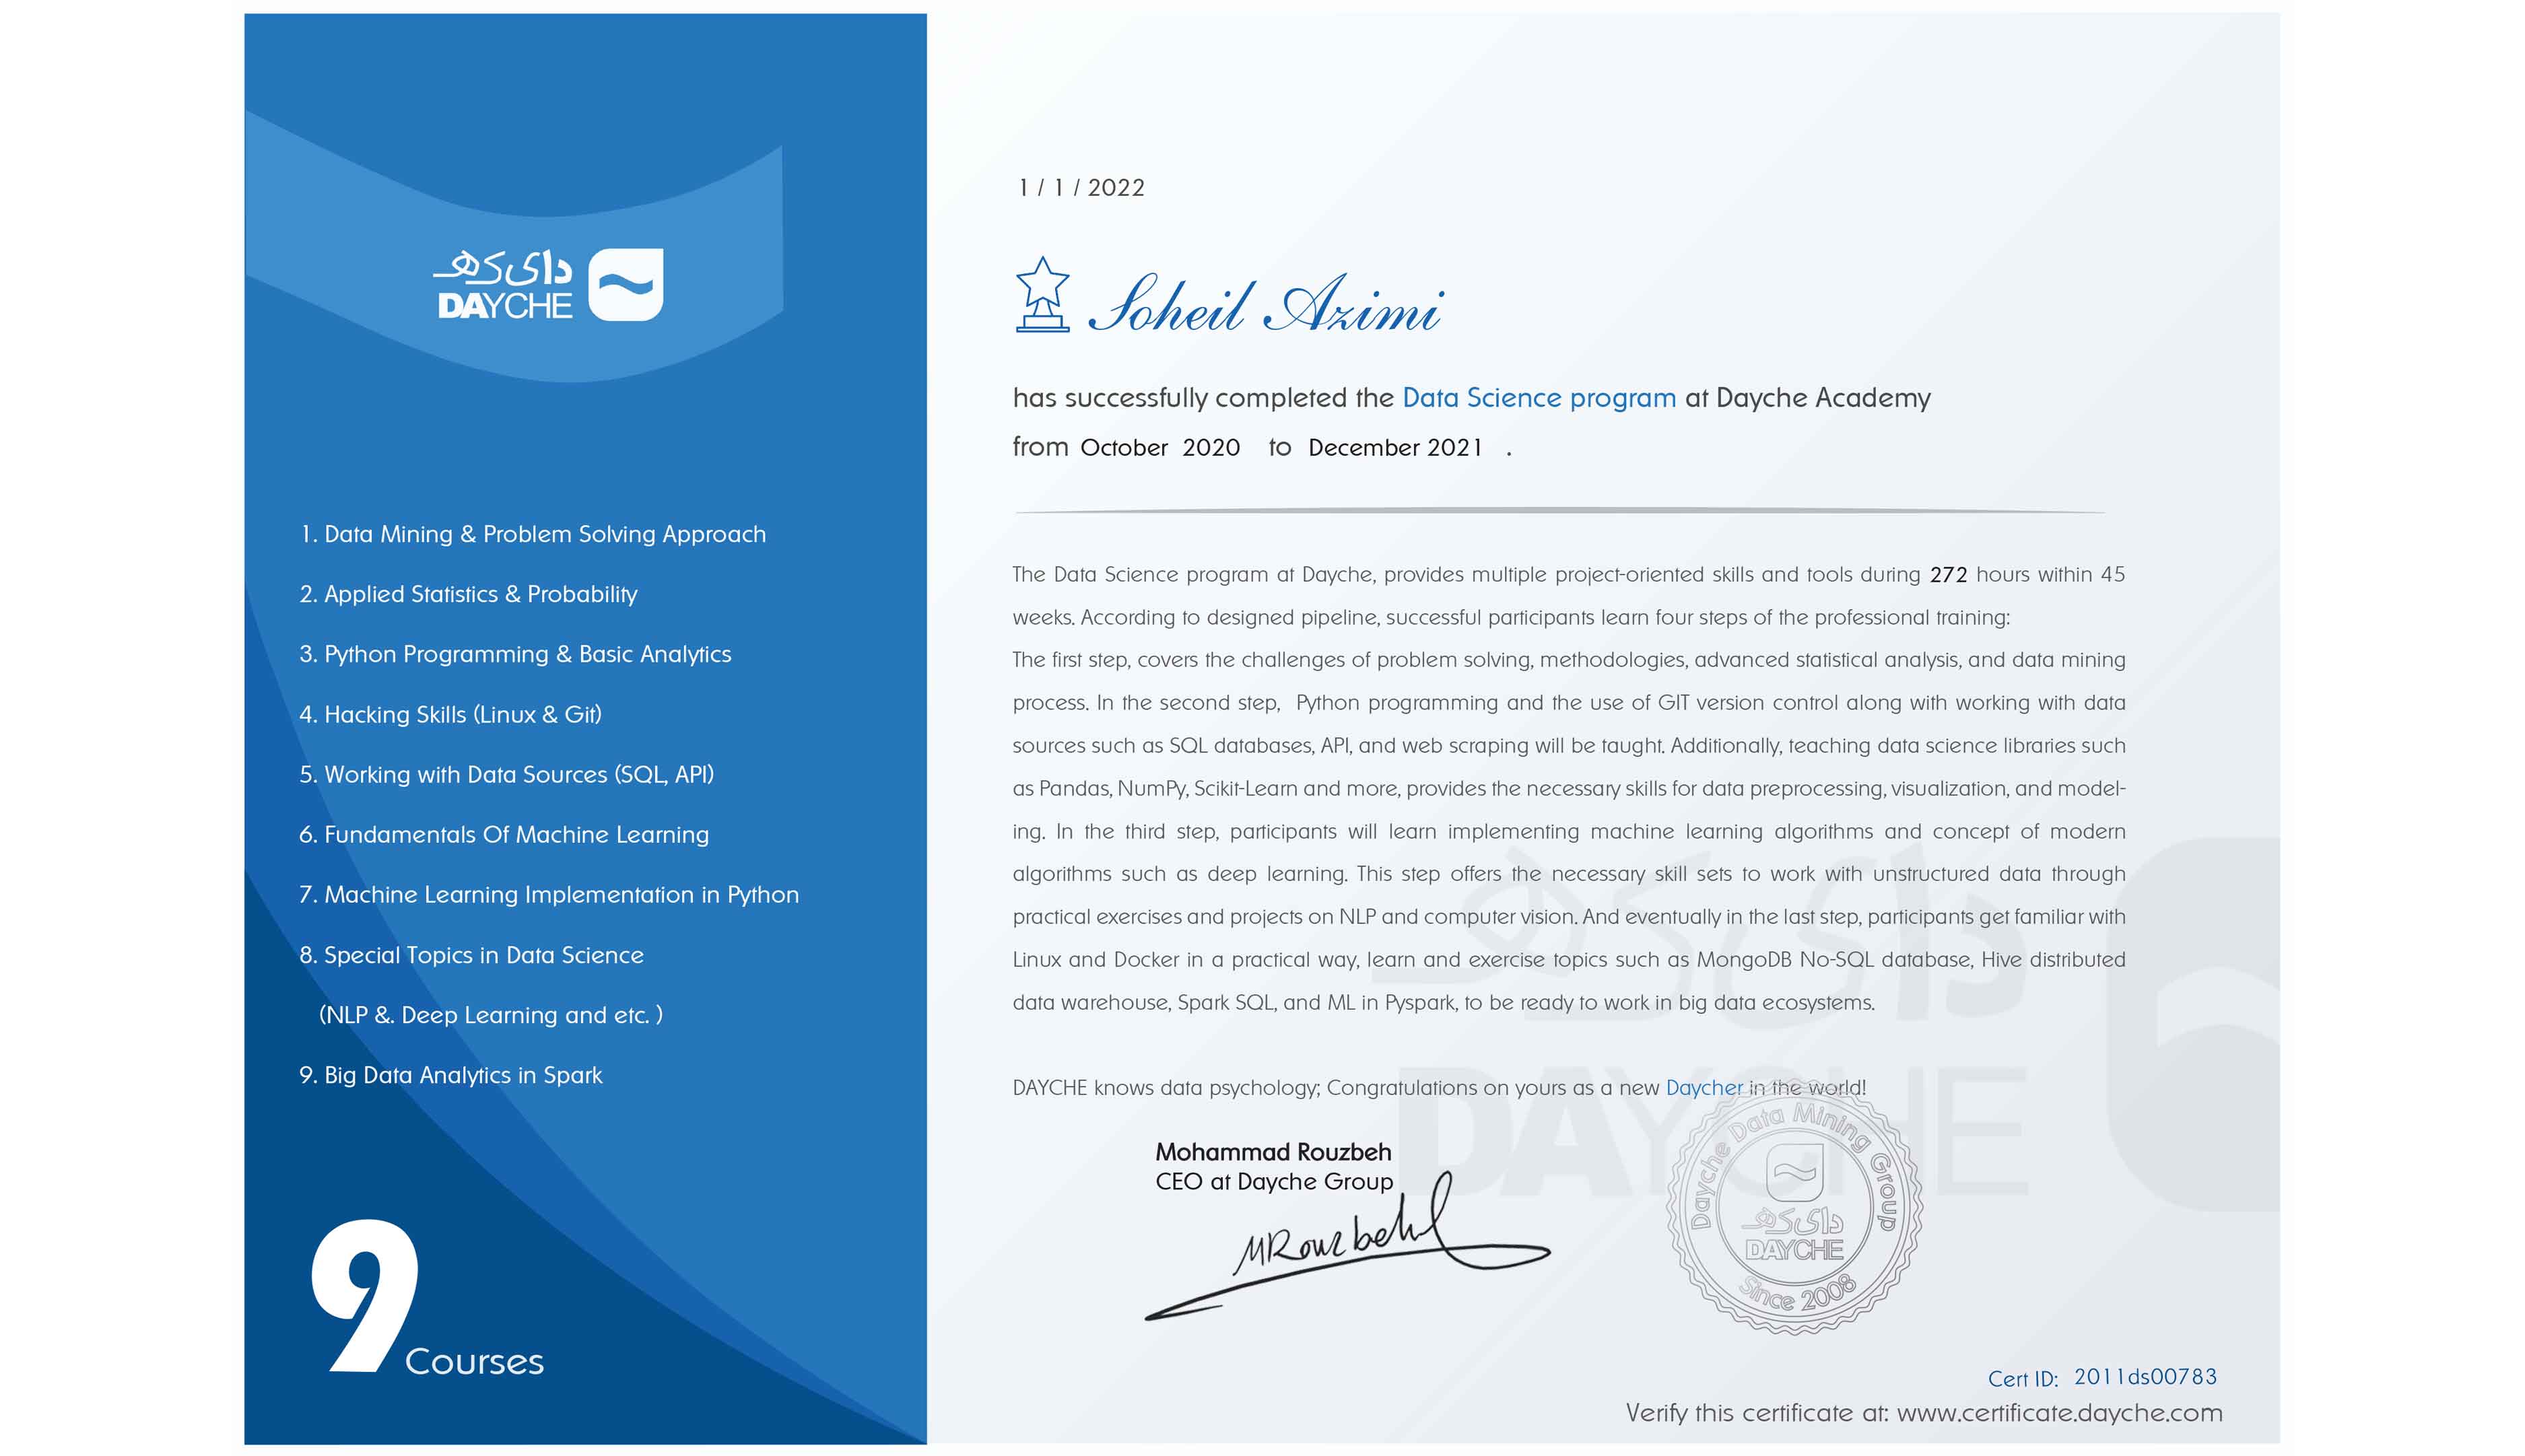 دای که
DAYCHE
1. Data Mining & Problem Solving Approach
2. Applied Statistics & Probability
3. Python Programming & Basic Analytics
4. Hacking Skills (Linux & Git)
5. Working with Data Sources (SQL, API)
6. Fundamentals Of Machine Learning
7. Machine Learning Implementation in Python
8. Special Topics in Data Science
(NLP &. Deep Learning and etc. )
9. Big Data Analytics in Spark
9 Courses
1 / 1 / 2022
Soheil Azimi
has successfully completed the Data Science program at Dayche Academy
from October 2020 to December 2021 .
The Data Science program at Dayche, provides multiple project-oriented skills and tools during 272 hours within 45
weeks. According to designed pipeline, successful participants learn four steps of the professional training:
The first step, covers the challenges of problem solving, methodologies, advanced statistical analysis, and data mining
process. In the second step, Python programming and the use of GIT version control along with working with data
sources such as SQL databases, API, and web scraping will be taught. Additionally, teaching data science libraries such
as Pandas, NumPy, Scikit-Learn and more, provides the necessary skills for data preprocessing, visualization, and model-
ing. In the third step, participants will learn implementing machine learning algorithms and concept of modern
algorithms such as deep learning. This step offers the necessary skill sets to work with unstructured data through
practical exercises and projects on NLP and computer vision. And eventually in the last step, participants get familiar with
Linux and Docker in a practical way, learn and exercise topics such as MongoDB No-SQL database, Hive distributed
data warehouse, Spark SQL, and ML in Pyspark, to be ready to work in big data ecosystems.
DAYCHE knows data psychology; Congratulations on yours as a new Daycher in the world!
Mohammad Rouzbeh
CEO at Dayche Group
MRouzbeh
Dayche Data Mining Group
دای که
DAYCHE
Since 2008
دای که
DAYCHE
Cert ID: 2011ds00783
Verify this certificate at: www.certificate.dayche.com